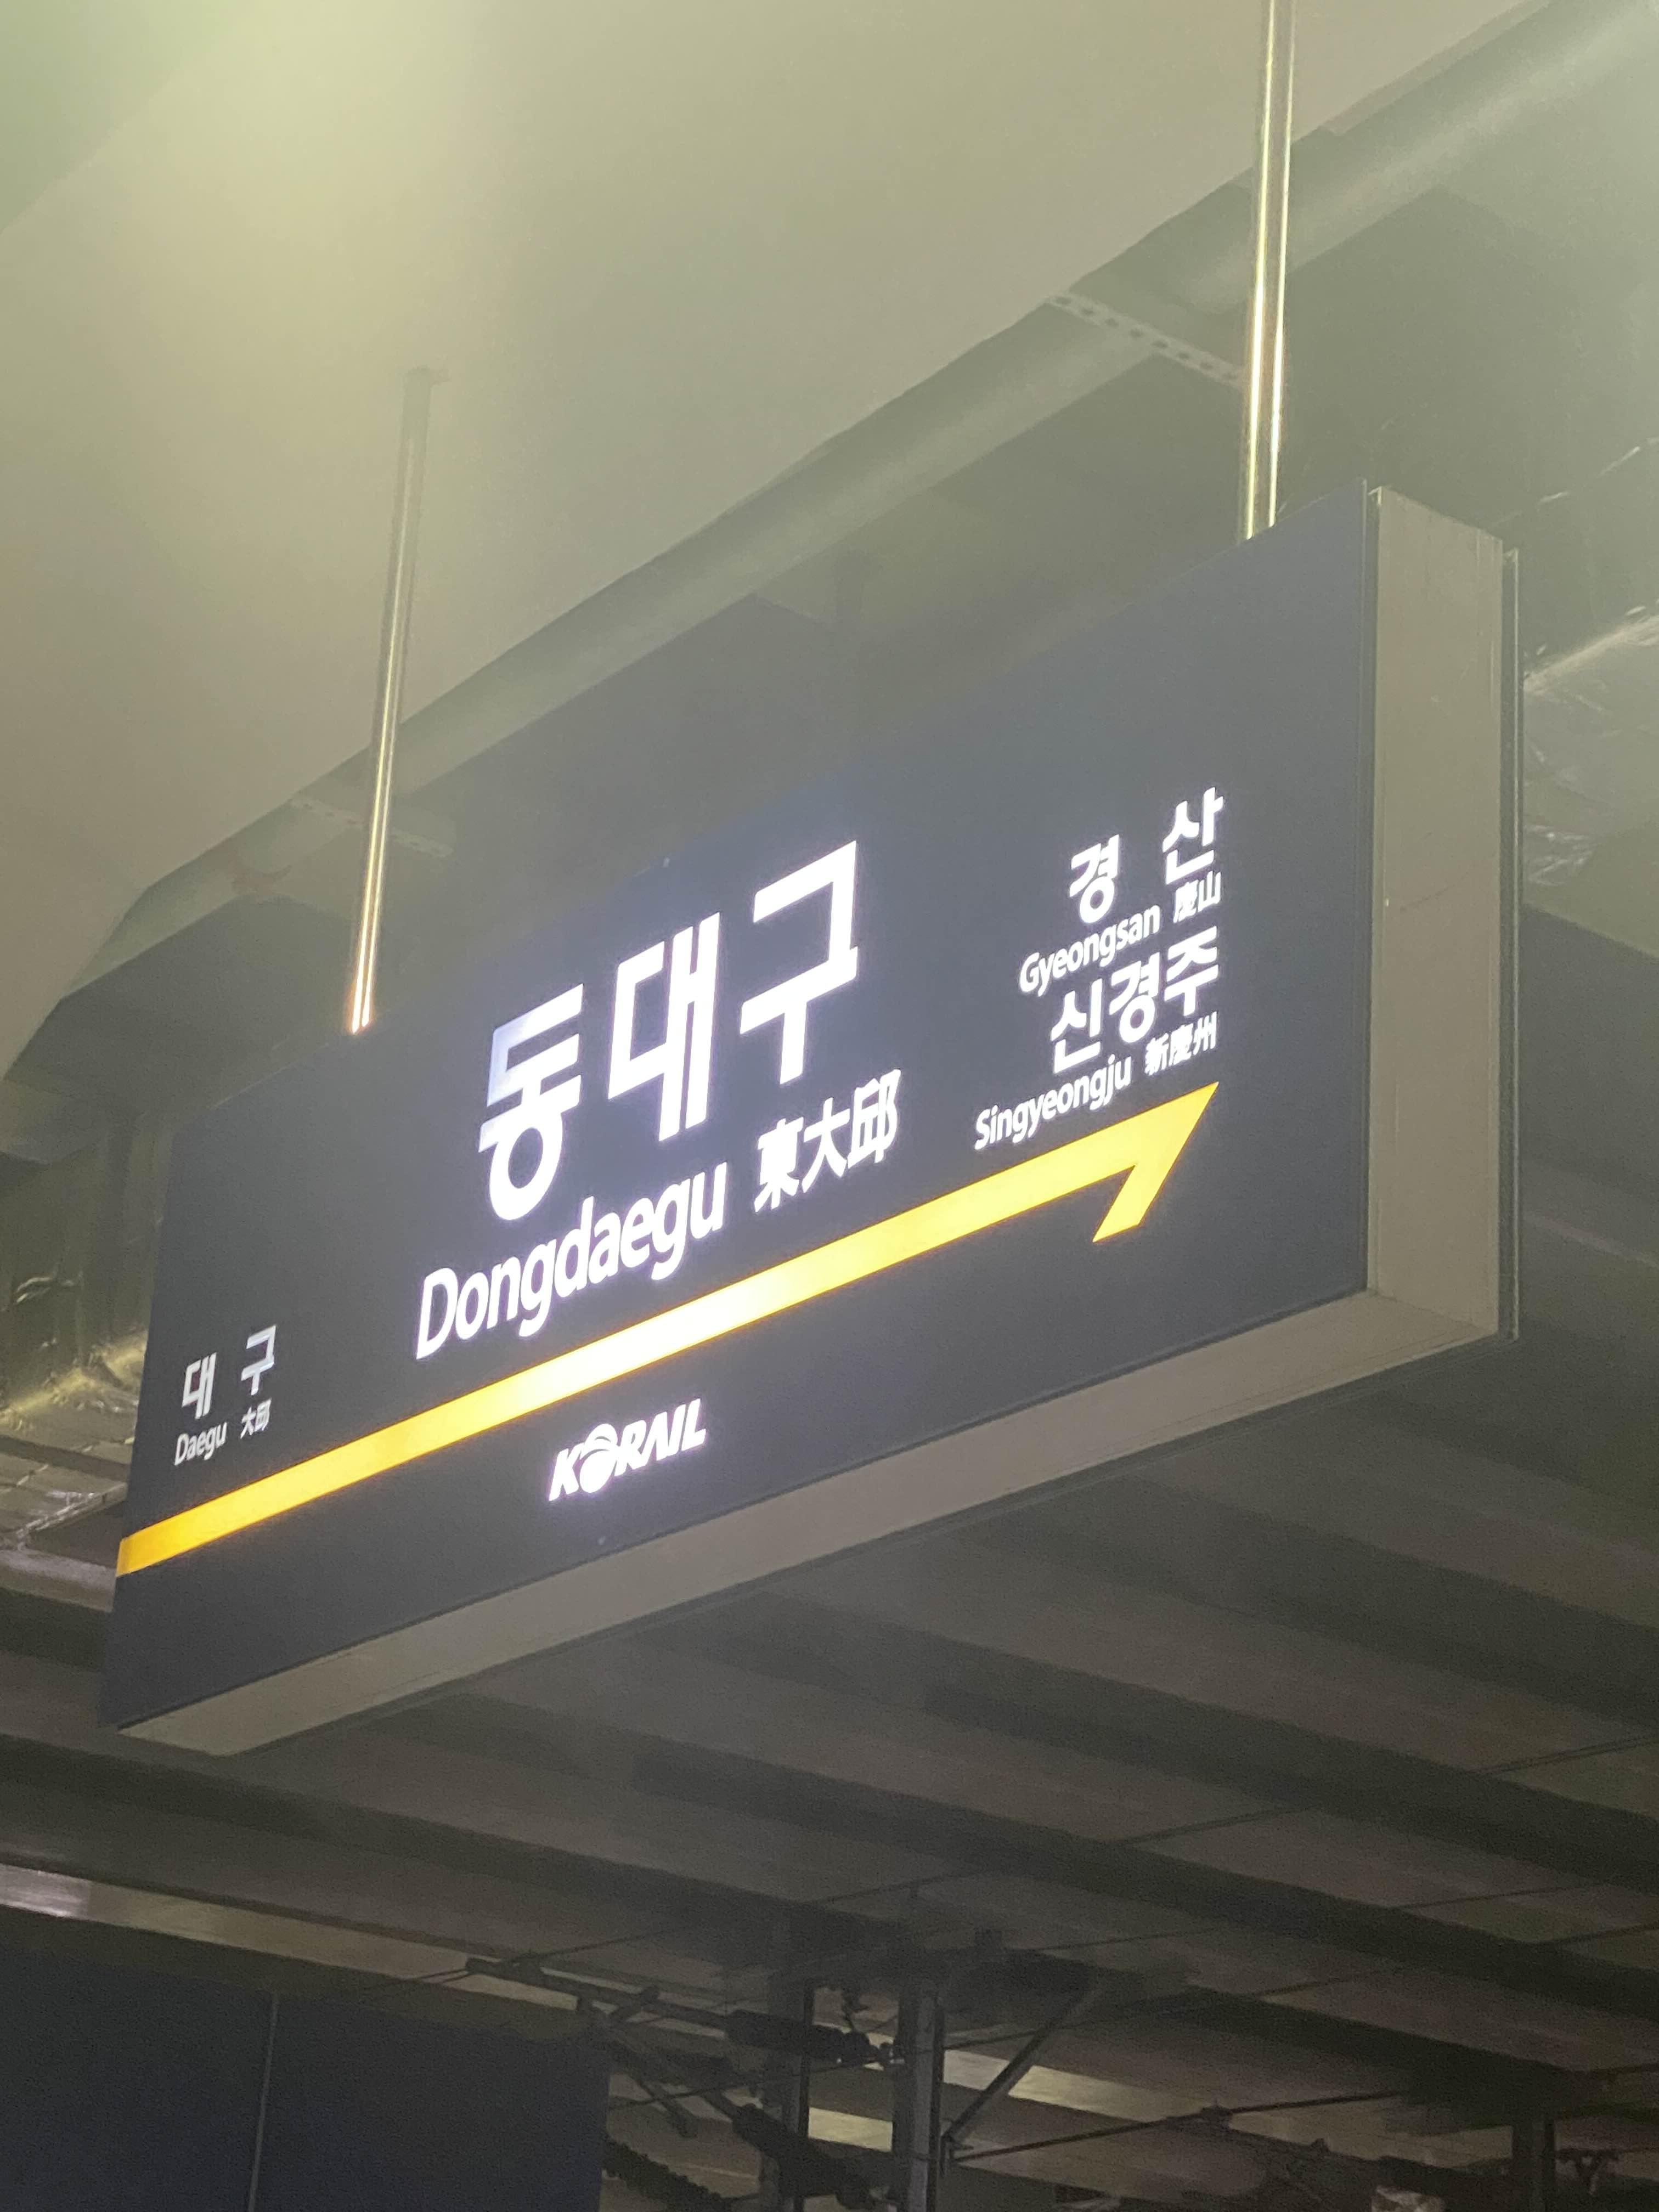 대구
Daegu 大邱
동대구
Dongdaegu 東大邱
경산
Gyeongsan 慶山
신경주
Singyeongju 新慶州
KORAIL